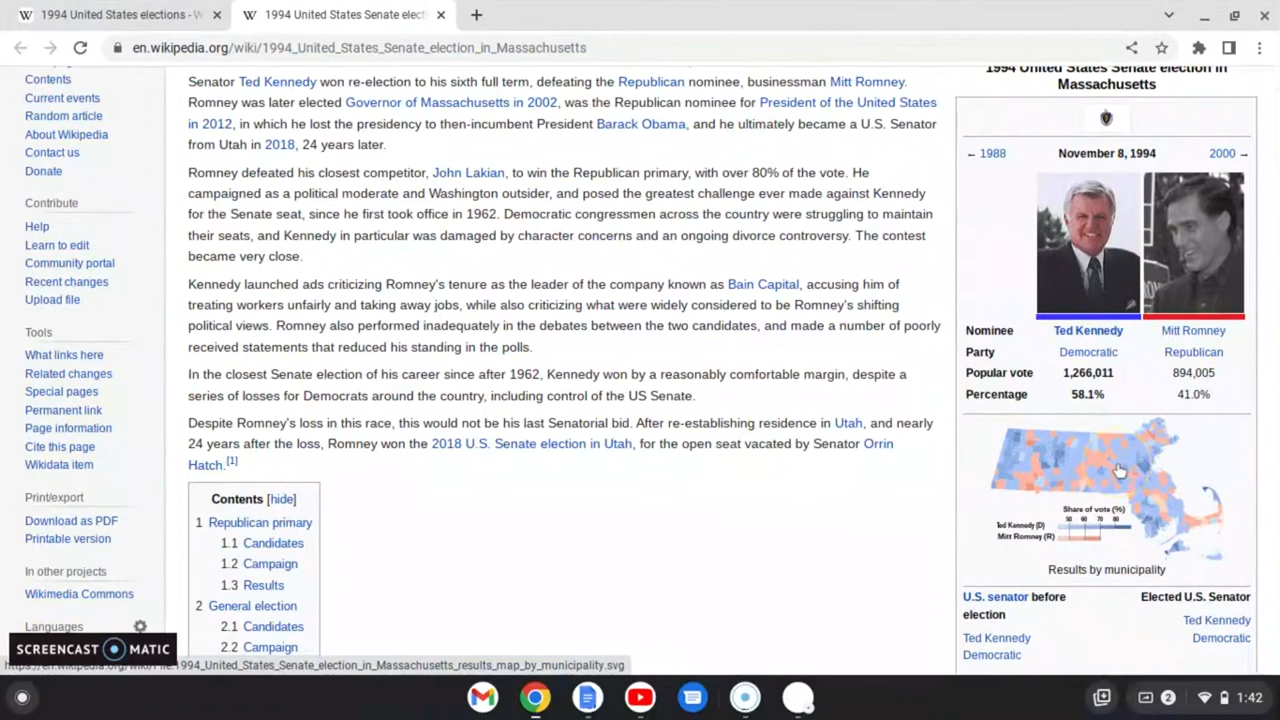 1994 United States elections - W
1994 United States Senate elect
en.wikipedia.org/wiki/1994_United_States_Senate_election_in_Massachusetts
Contents
Current events
Random article
About Wikipedia
Contact us
Donate
Contribute
Help
Learn to edit
Community portal
Recent changes
Upload file
Tools
What links here
Related changes
Special pages
Permanent link
Page information
Cite this page
Wikidata item
Print/export
Download as PDF
Printable version
In other projects
Wikimedia Commons
Languages
Senator Ted Kennedy won re-election to his sixth full term, defeating the Republican nominee, businessman Mitt Romney.
Romney was later elected Governor of Massachusetts in 2002, was the Republican nominee for President of the United States
in 2012, in which he lost the presidency to then-incumbent President Barack Obama, and he ultimately became a U.S. Senator
from Utah in 2018, 24 years later.
Romney defeated his closest competitor, John Lakian, to win the Republican primary, with over 80% of the vote. He
campaigned as a political moderate and Washington outsider, and posed the greatest challenge ever made against Kennedy
for the Senate seat, since he first took office in 1962. Democratic congressmen across the country were struggling to maintain
their seats, and Kennedy in particular was damaged by character concerns and an ongoing divorce controversy. The contest
became very close.
Kennedy launched ads criticizing Romney's tenure as the leader of the company known as Bain Capital, accusing him of
treating workers unfairly and taking away jobs, while also criticizing what were widely considered to be Romney's shifting
political views. Romney also performed inadequately in the debates between the two candidates, and made a number of poorly
received statements that reduced his standing in the polls.
In the closest Senate election of his career since after 1962, Kennedy won by a reasonably comfortable margin, despite a
series of losses for Democrats around the country, including control of the US Senate.
Despite Romney's loss in this race, this would not be his last Senatorial bid. After re-establishing residence in Utah, and nearly
24 years after the loss, Romney won the 2018 U.S. Senate election in Utah, for the open seat vacated by Senator Orrin
Hatch.[1]
Contents [hide]
1 Republican primary
1.1 Candidates
1.2 Campaign
1.3 Results
2 General election
2.1 Candidates
2.2 Campaign
1994 United States Senate election in
Massachusetts
← 1988 November 8, 1994 2000 →
Nominee Ted Kennedy Mitt Romney
Party Democratic Republican
Popular vote 1,266,011 894,005
Percentage 58.1% 41.0%
Share of vote (%)
50 60 70 80
Ted Kennedy (D)
Mitt Romney (R)
Results by municipality
U.S. senator before
election
Ted Kennedy
Democratic
Elected U.S. Senator
Ted Kennedy
Democratic
SCREENCAST MATIC
https://en.wikipedia.org/wiki/File:1994_United_States_Senate_election_in_Massachusetts_results_map_by_municipality.svg
2
1:42